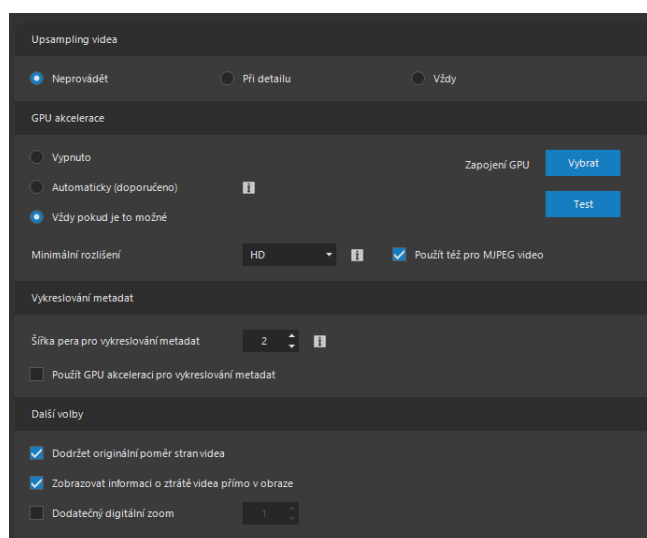 Upsampling videa
Neprovádět Při detailu Vždy
GPU akcelerace
Vypnuto
Zapojení GPU Vybrat
Automaticky (doporučeno)
Test
Vždy pokud je to možné
Minimální rozlišení HD Použít též pro MJPEG video
Vykreslování metadat
Šířka pera pro vykreslování metadat 2
Použít GPU akceleraci pro vykreslování metadat
Další volby
Dodržet originální poměr stran videa
Zobrazovat informaci o ztrátě videa přímo v obraze
Dodatečný digitální zoom 1